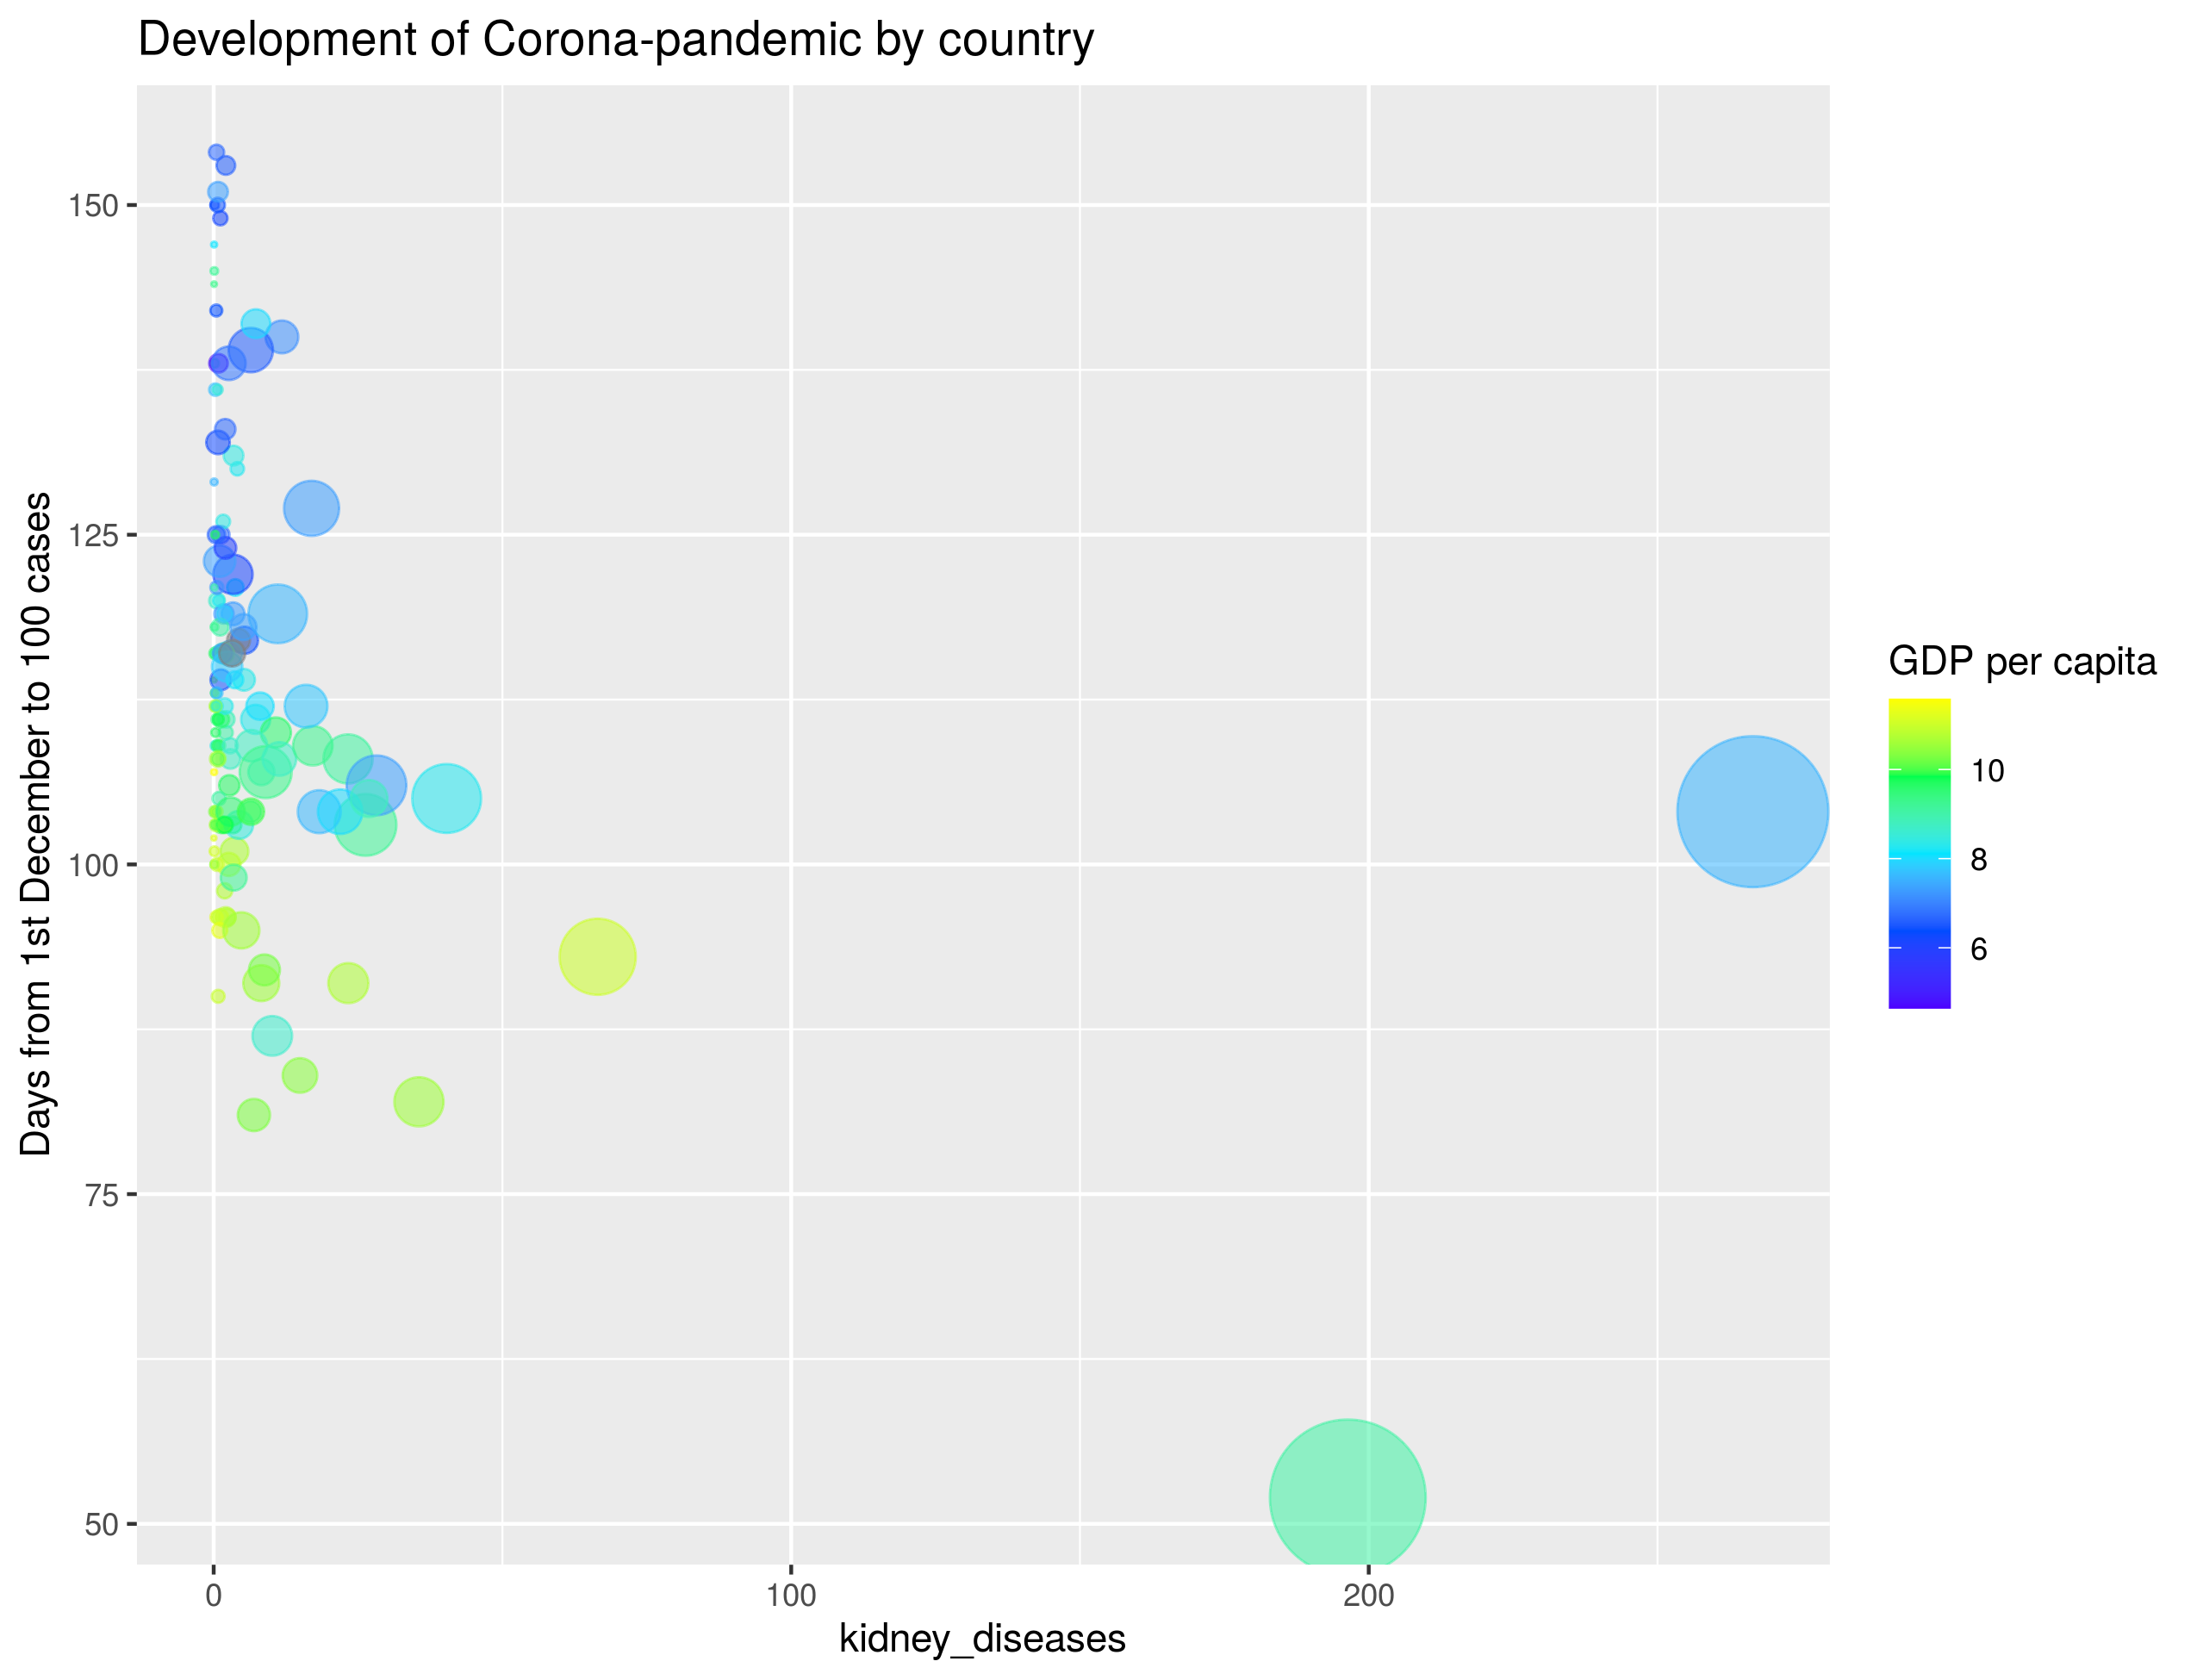 Development of Corona-pandemic by country
Days from 1st December to 100 cases
150
125
100
75
50
0
100
200
kidney_diseases
GDP per capita
10
8
6